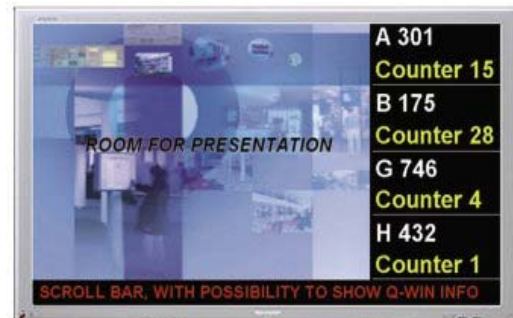 ROOM FOR PRESENTATION
A 301
Counter 15
B 175
Counter 28
G 746
Counter 4
H 432
Counter 1
SCROLL BAR, WITH POSSIBILITY TO SHOW Q-WIN INFO